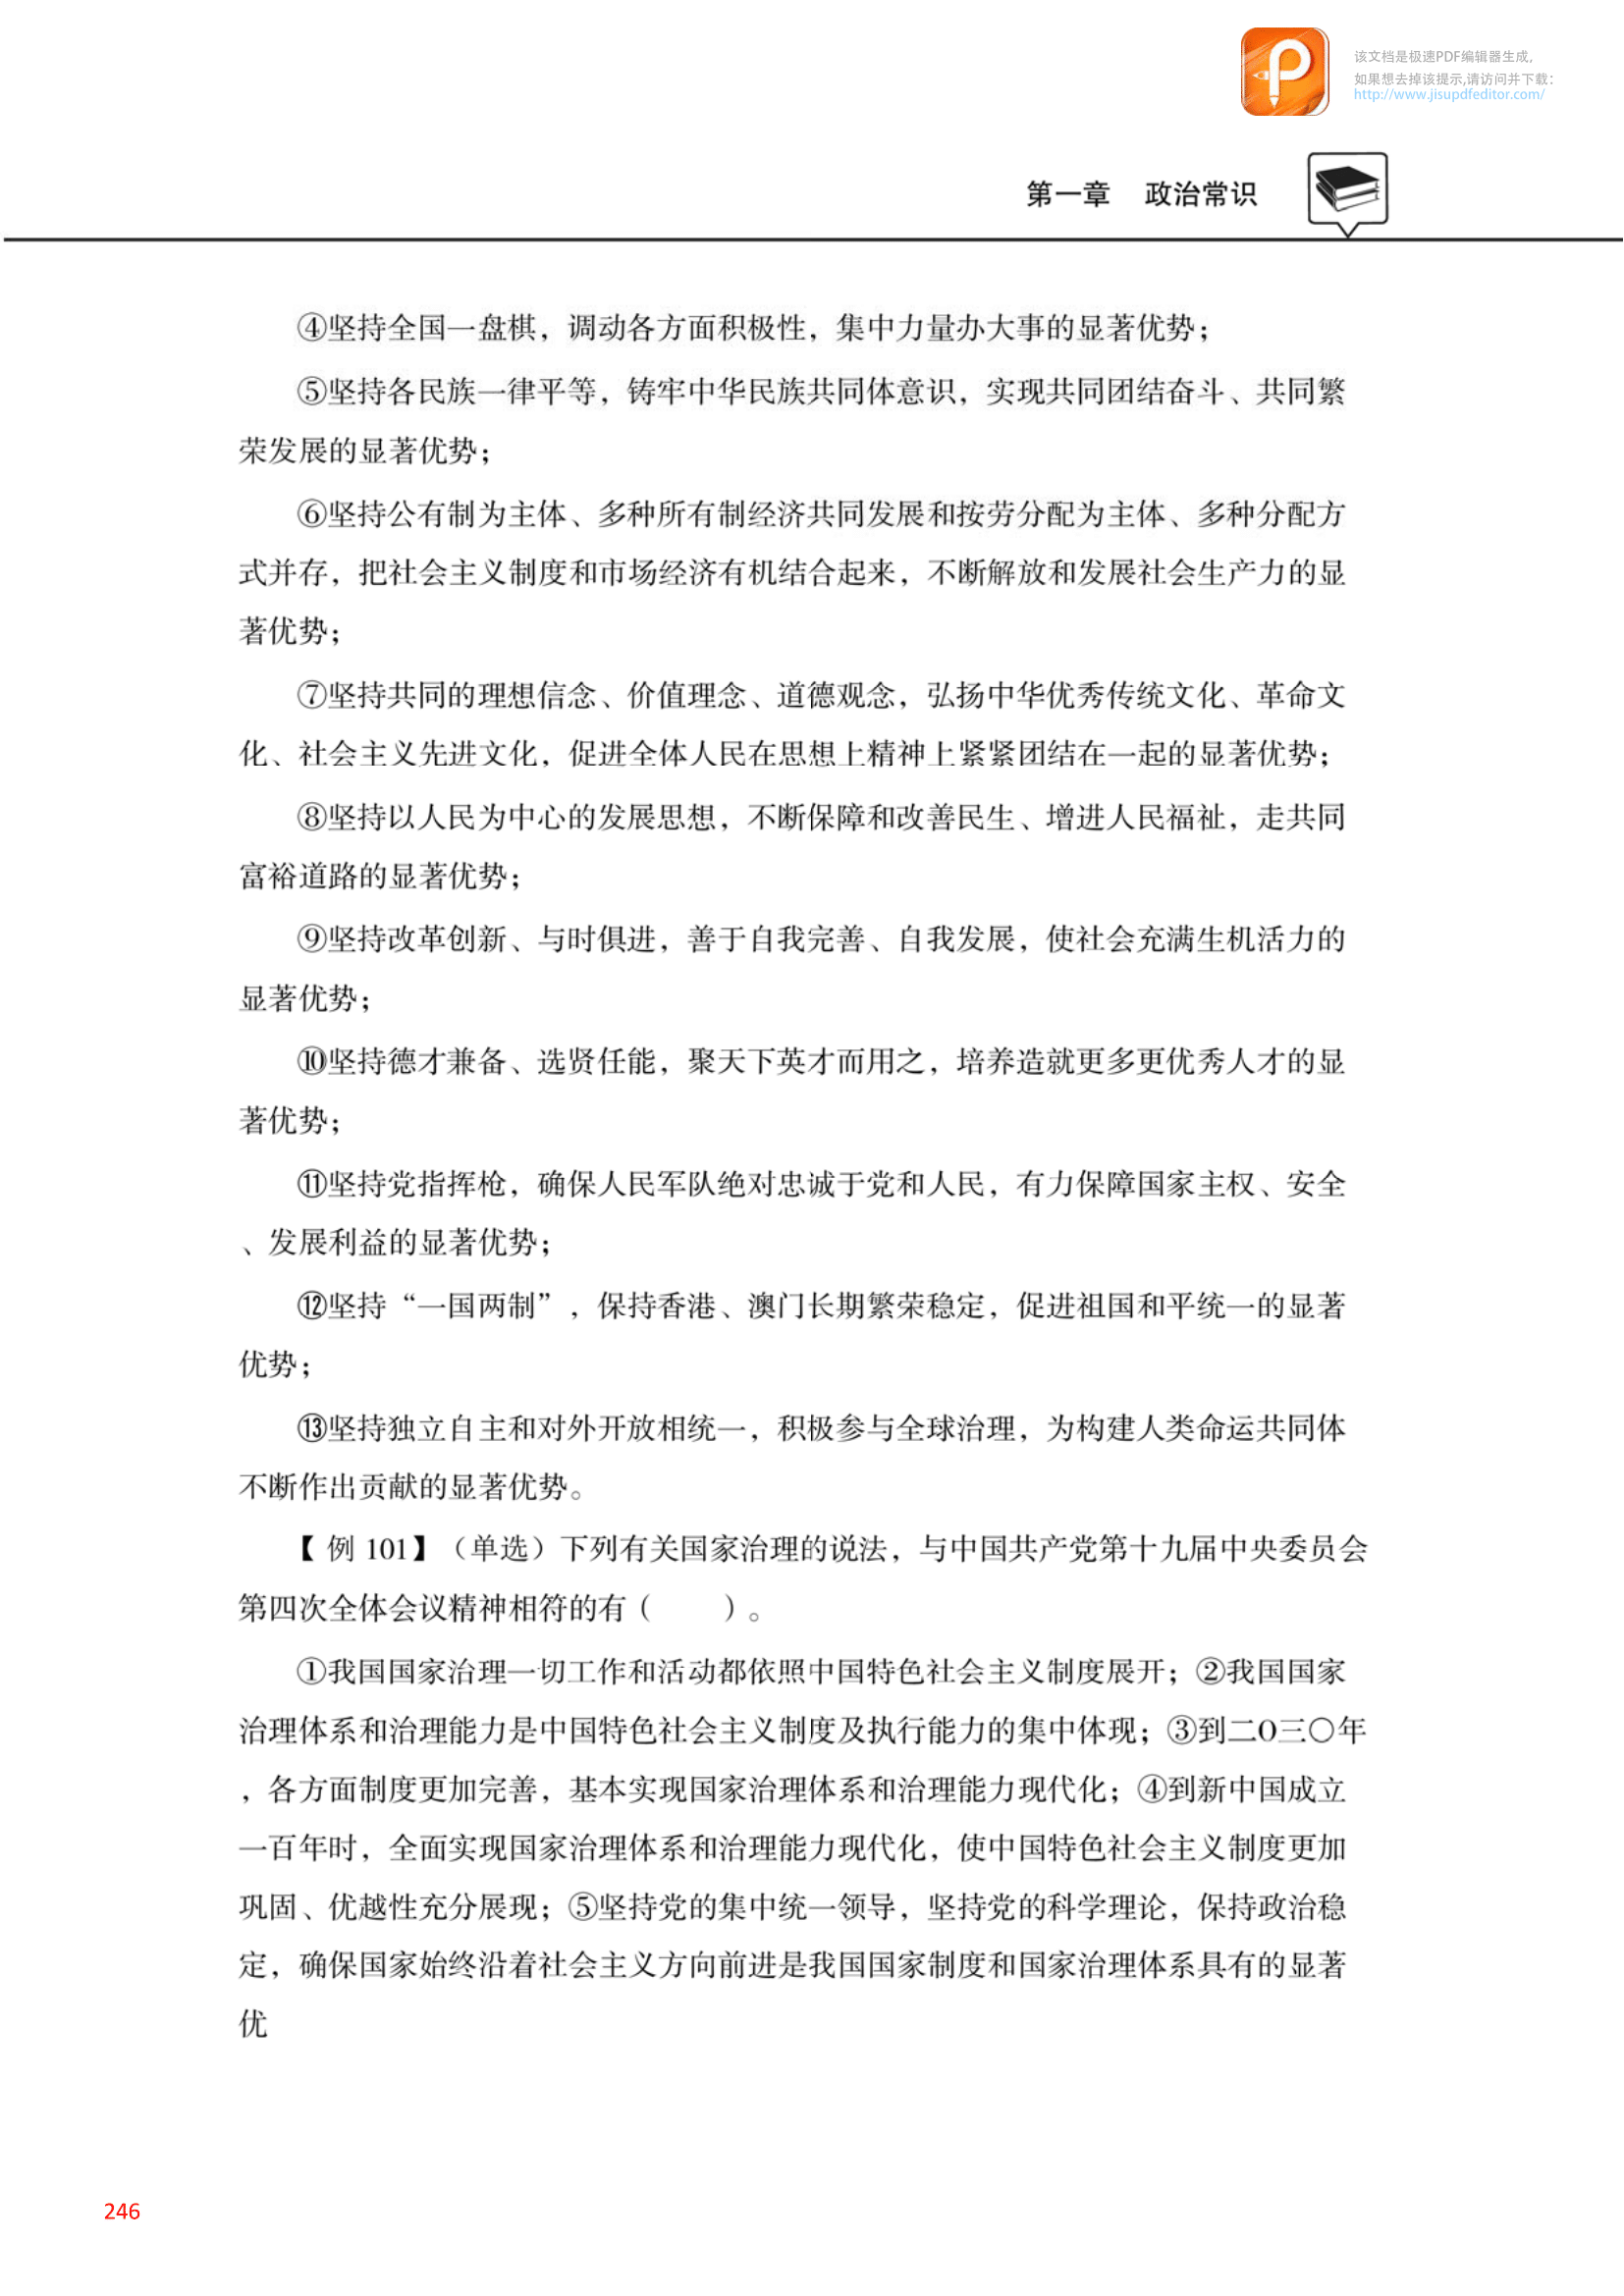 该文档是极速PDF编辑器生成，
如果想去掉该提示,请访问并下载：
http://www.jisupdfeditor.com/
第一章 政治常识
④坚持全国一盘棋，调动各方面积极性，集中力量办大事的显著优势；
⑤坚持各民族一律平等，铸牢中华民族共同体意识，实现共同团结奋斗、共同繁
荣发展的显著优势；
⑥坚持公有制为主体、多种所有制经济共同发展和按劳分配为主体、多种分配方
式并存，把社会主义制度和市场经济有机结合起来，不断解放和发展社会生产力的显
著优势；
⑦坚持共同的理想信念、价值理念、道德观念，弘扬中华优秀传统文化、革命文
化、社会主义先进文化，促进全体人民在思想上精神上紧紧团结在一起的显著优势；
⑧坚持以人民为中心的发展思想，不断保障和改善民生、增进人民福祉，走共同
富裕道路的显著优势；
⑨坚持改革创新、与时俱进，善于自我完善、自我发展，使社会充满生机活力的
显著优势；
⑩坚持德才兼备、选贤任能，聚天下英才而用之，培养造就更多更优秀人才的显
著优势；
⑪坚持党指挥枪，确保人民军队绝对忠诚于党和人民，有力保障国家主权、安全
、发展利益的显著优势；
⑫坚持“一国两制”，保持香港、澳门长期繁荣稳定，促进祖国和平统一的显著
优势；
⑬坚持独立自主和对外开放相统一，积极参与全球治理，为构建人类命运共同体
不断作出贡献的显著优势。
【 例 101】（单选）下列有关国家治理的说法，与中国共产党第十九届中央委员会
第四次全体会议精神相符的有（　　）。
①我国国家治理一切工作和活动都依照中国特色社会主义制度展开；②我国国家
治理体系和治理能力是中国特色社会主义制度及执行能力的集中体现；③到二O三〇年
，各方面制度更加完善，基本实现国家治理体系和治理能力现代化；④到新中国成立
一百年时，全面实现国家治理体系和治理能力现代化，使中国特色社会主义制度更加
巩固、优越性充分展现；⑤坚持党的集中统一领导，坚持党的科学理论，保持政治稳
定，确保国家始终沿着社会主义方向前进是我国国家制度和国家治理体系具有的显著
优
246